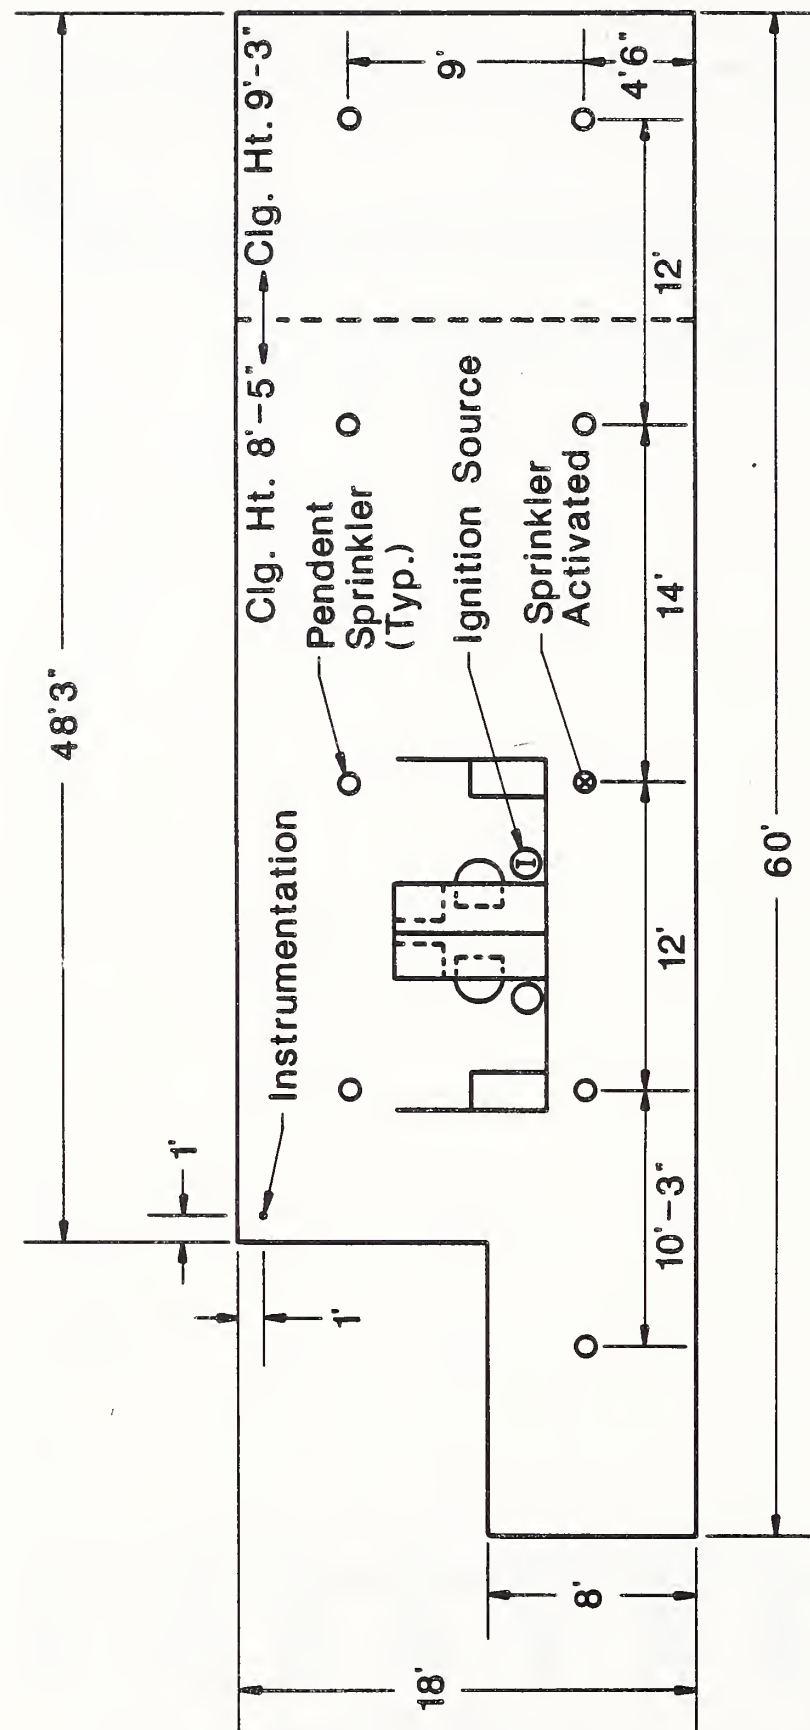 48'3"
1'
1'
Instrumentation
Clg. Ht. 8'-5"
Clg. Ht. 9'-3"
Pendent
Sprinkler
(Typ.)
Ignition Source
I
Sprinkler
Activated
9'
4'6"
10'-3"
12'
14'
12'
8'
18'
60'